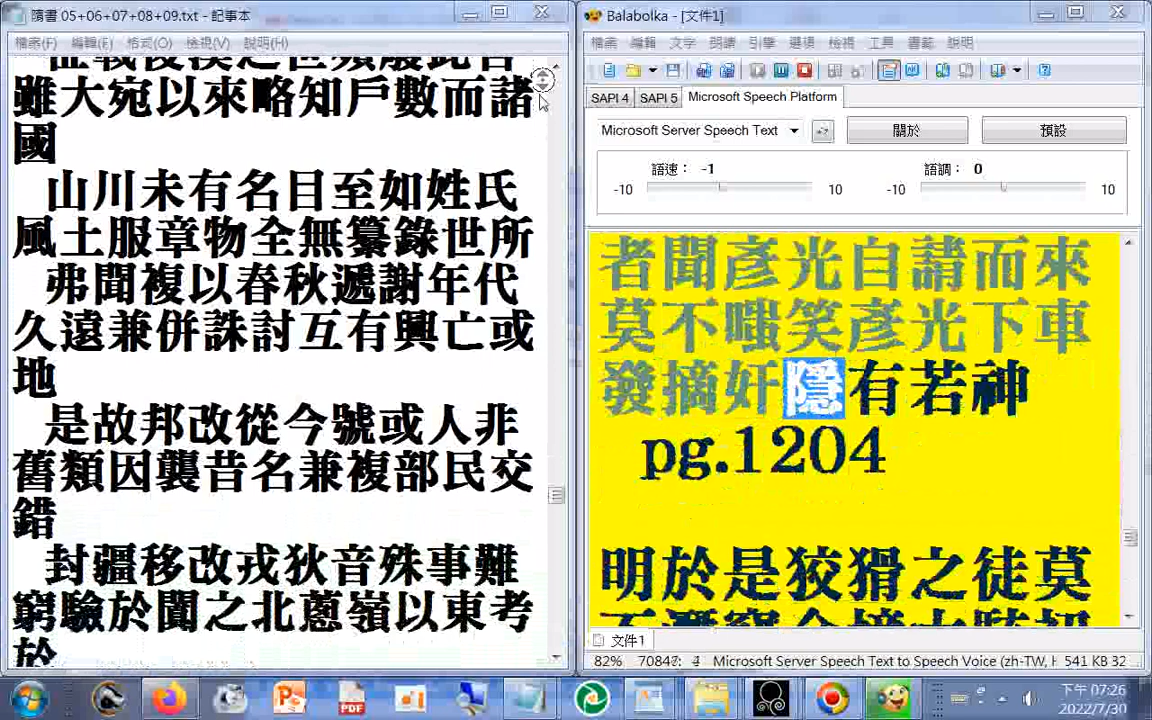 隋書 05+06+07+08+09.txt - 記事本
檔案(F) 編輯(E) 格式(O) 檢視(V) 說明(H)
雖大宛以來略知戶數而諸
國
山川未有名目至如姓氏
風土服章物全無纂錄世所
弗聞複以春秋遞謝年代
久遠兼併誅討互有興亡或
地
是故邦改從今號或人非
舊類因襲昔名兼複部民交
錯
封疆移改戎狄音殊事難
窮驗於闐之北蔥嶺以東考
於
Balabolka - [文件1]
檔案 編輯 文字 朗讀 引擎 選項 檢視 工具 書籤 說明
SAPI 4 SAPI 5 Microsoft Speech Platform
Microsoft Server Speech Text 關於 預設
語速： -1 語調： 0
-10 10 -10 10
者聞彥光自請而來
莫不嗤笑彥光下車
發摘奸隱有若神
pg.1204
明於是狡猾之徒莫
文件1
82% 70847: 4 Microsoft Server Speech Text to Speech Voice (zh-TW, H 541 KB 32
下午 07:26
2022/7/30